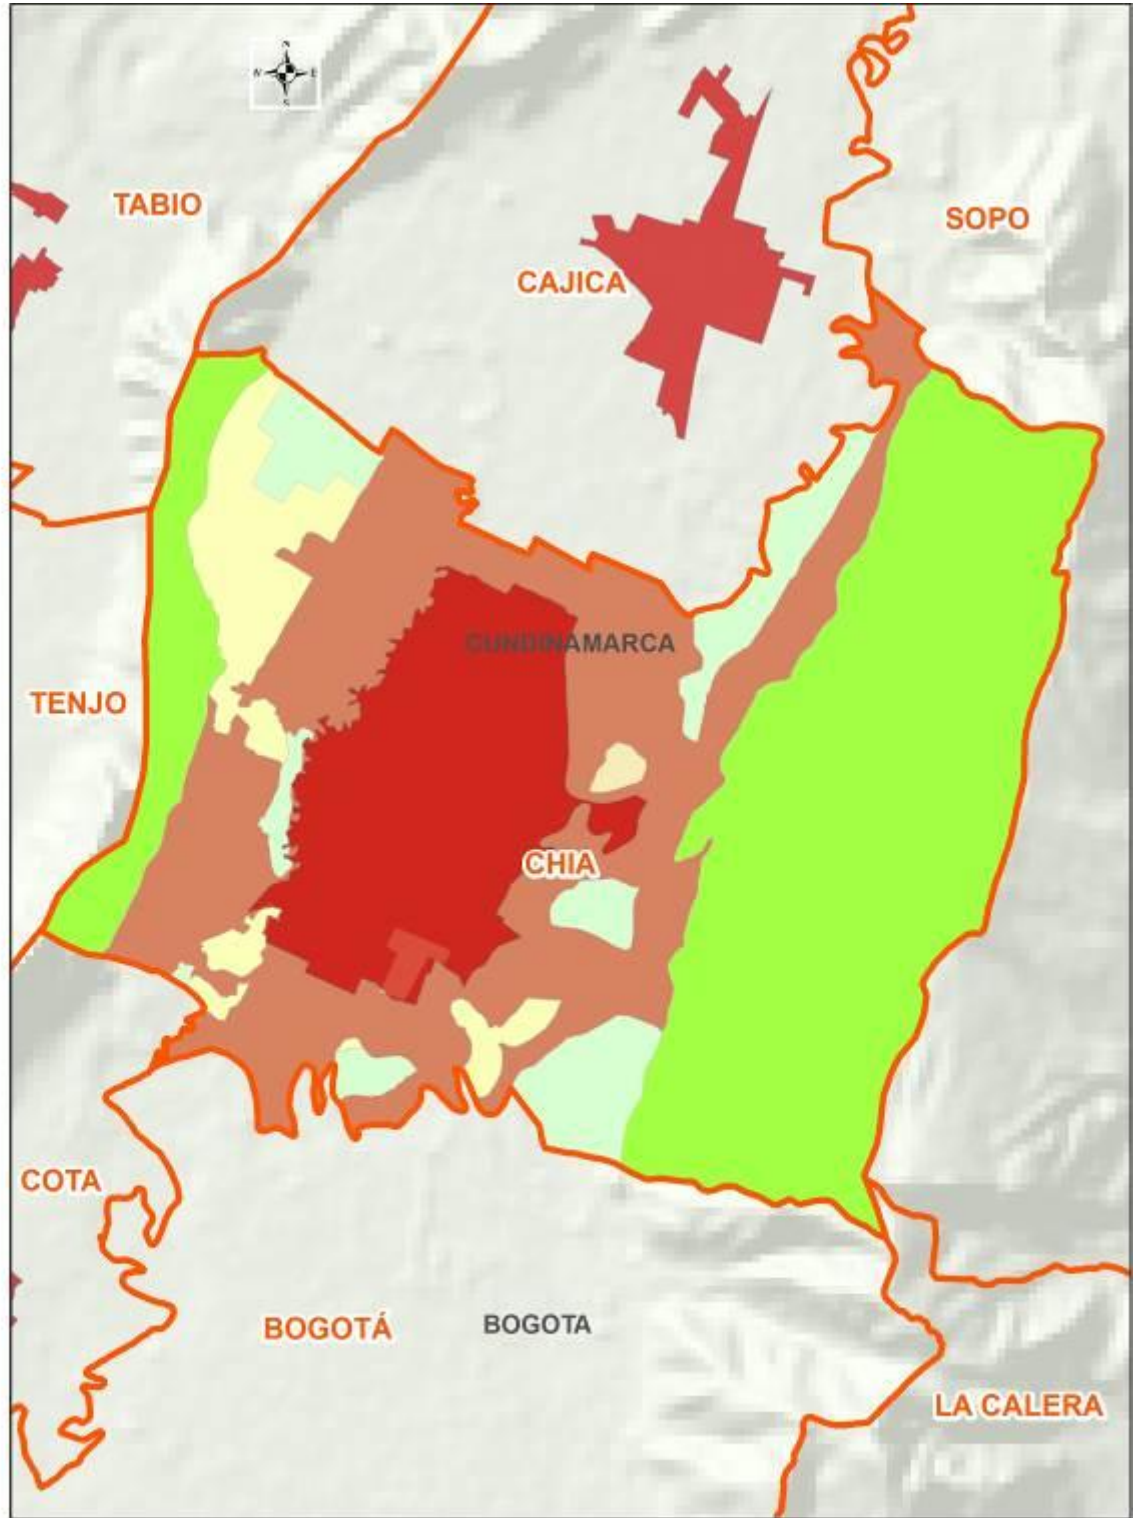 N
W E
S
TABIO
SOPO
CAJICA
CUNDINAMARCA
TENJO
CHIA
COTA
BOGOTÁ
BOGOTA
LA CALERA